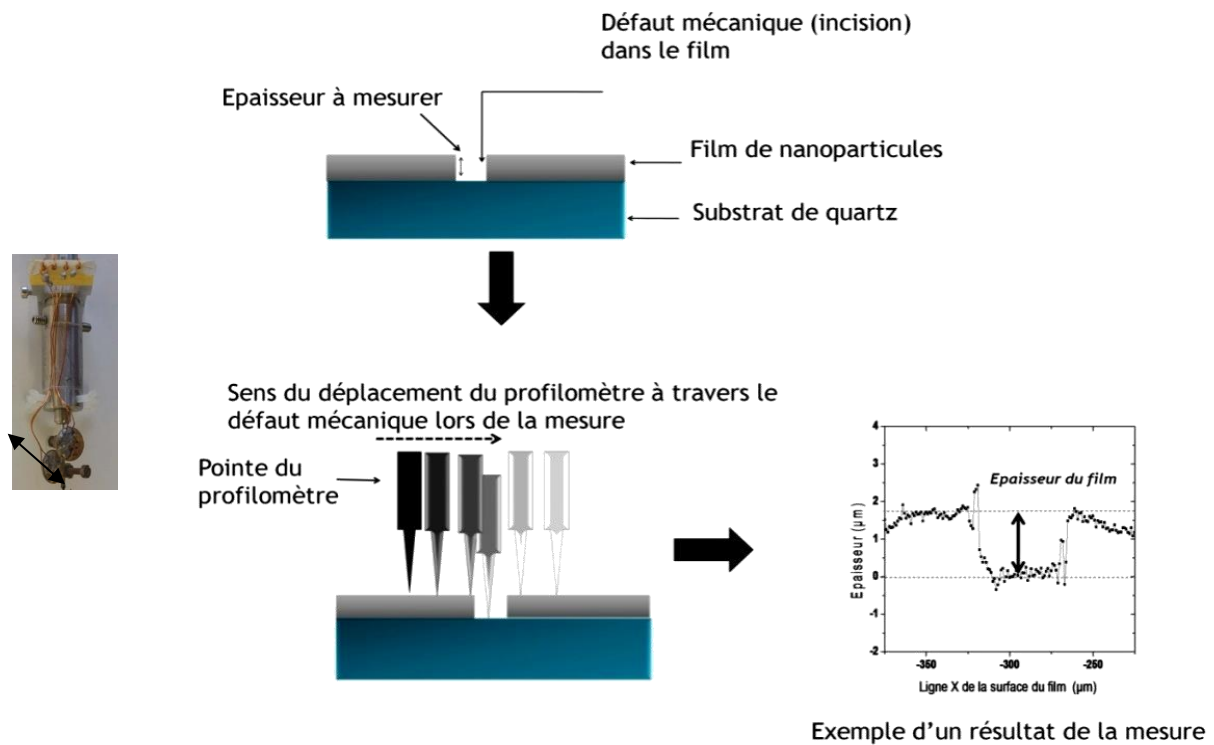 Défaut mécanique (incision)
dans le film
Epaisseur à mesurer
Film de nanoparticules
Substrat de quartz
Sens du déplacement du profilomètre à travers le
défaut mécanique lors de la mesure
Pointe du
profilomètre
Epaisseur du film
Epaisseur (µm)
4
3
2
1
0
-1
-2
-350
-300
-250
Ligne X de la surface du film (µm)
Exemple d'un résultat de la mesure